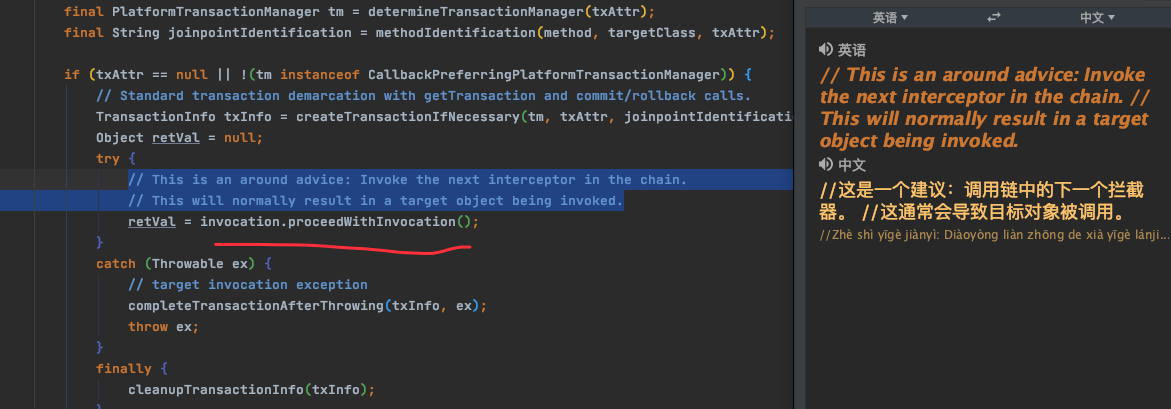 final PlatformTransactionManager tm = determineTransactionManager(txAttr);
final String joinpointIdentification = methodIdentification(method, targetClass, txAttr);
if (txAttr == null || !(tm instanceof CallbackPreferringPlatformTransactionManager)) {
// Standard transaction demarcation with getTransaction and commit/rollback calls.
TransactionInfo txInfo = createTransactionIfNecessary(tm, txAttr, joinpointIdentificati
Object retVal = null;
try {
// This is an around advice: Invoke the next interceptor in the chain.
// This will normally result in a target object being invoked.
retVal = invocation.proceedWithInvocation();
}
catch (Throwable ex) {
// target invocation exception
completeTransactionAfterThrowing(txInfo, ex);
throw ex;
}
finally {
cleanupTransactionInfo(txInfo);
}
英语 中文
英语
// This is an around advice: Invoke
the next interceptor in the chain. //
This will normally result in a target
object being invoked.
中文
//这是一个建议：调用链中的下一个拦截
器。 //这通常会导致目标对象被调用。
//Zhè shì yīgè jiànyì: Diàoyòng liàn zhōng de xià yīgè lánji...